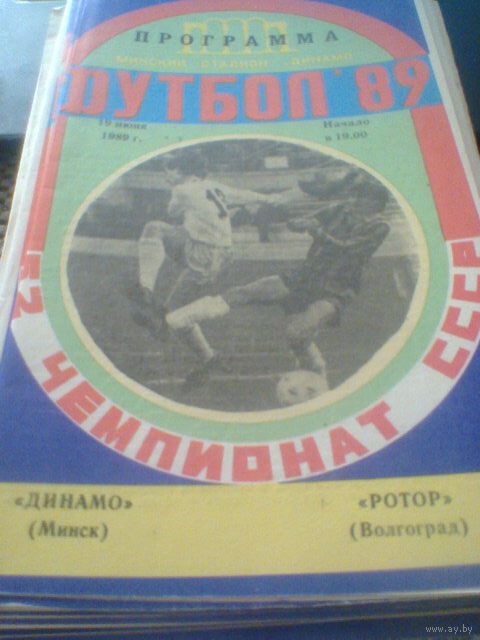 ПРОГРАММА
МИНСКИЙ СТАДИОН «ДИНАМО»
ФУТБОЛ '89
19 июня
1989 г.
Начало
в 19.00
52 ЧЕМПИОНАТ СССР
«ДИНАМО»
(Минск)
«РОТОР»
(Волгоград)
www.ay.by